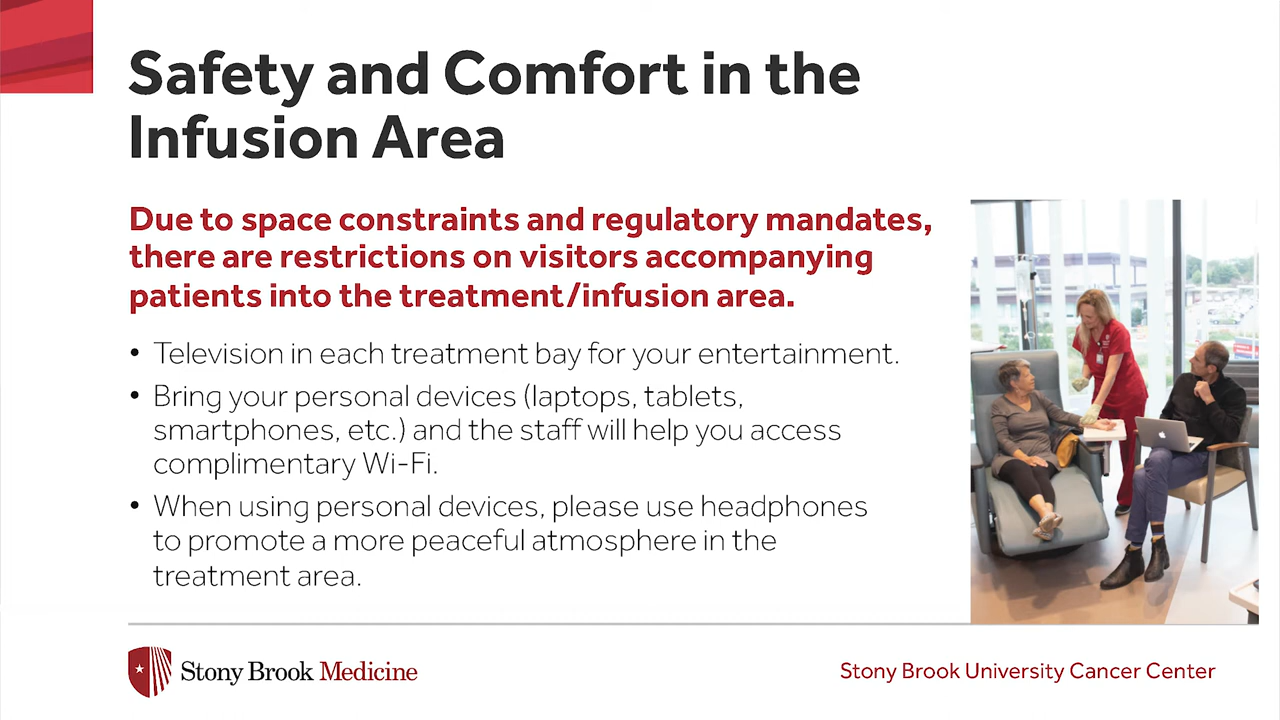 Safety and Comfort in the
Infusion Area
Due to space constraints and regulatory mandates,
there are restrictions on visitors accompanying
patients into the treatment/infusion area.
• Television in each treatment bay for your entertainment.
• Bring your personal devices (laptops, tablets,
smartphones, etc.) and the staff will help you access
complimentary Wi-Fi.
• When using personal devices, please use headphones
to promote a more peaceful atmosphere in the
treatment area.
Stony Brook Medicine
Stony Brook University Cancer Center